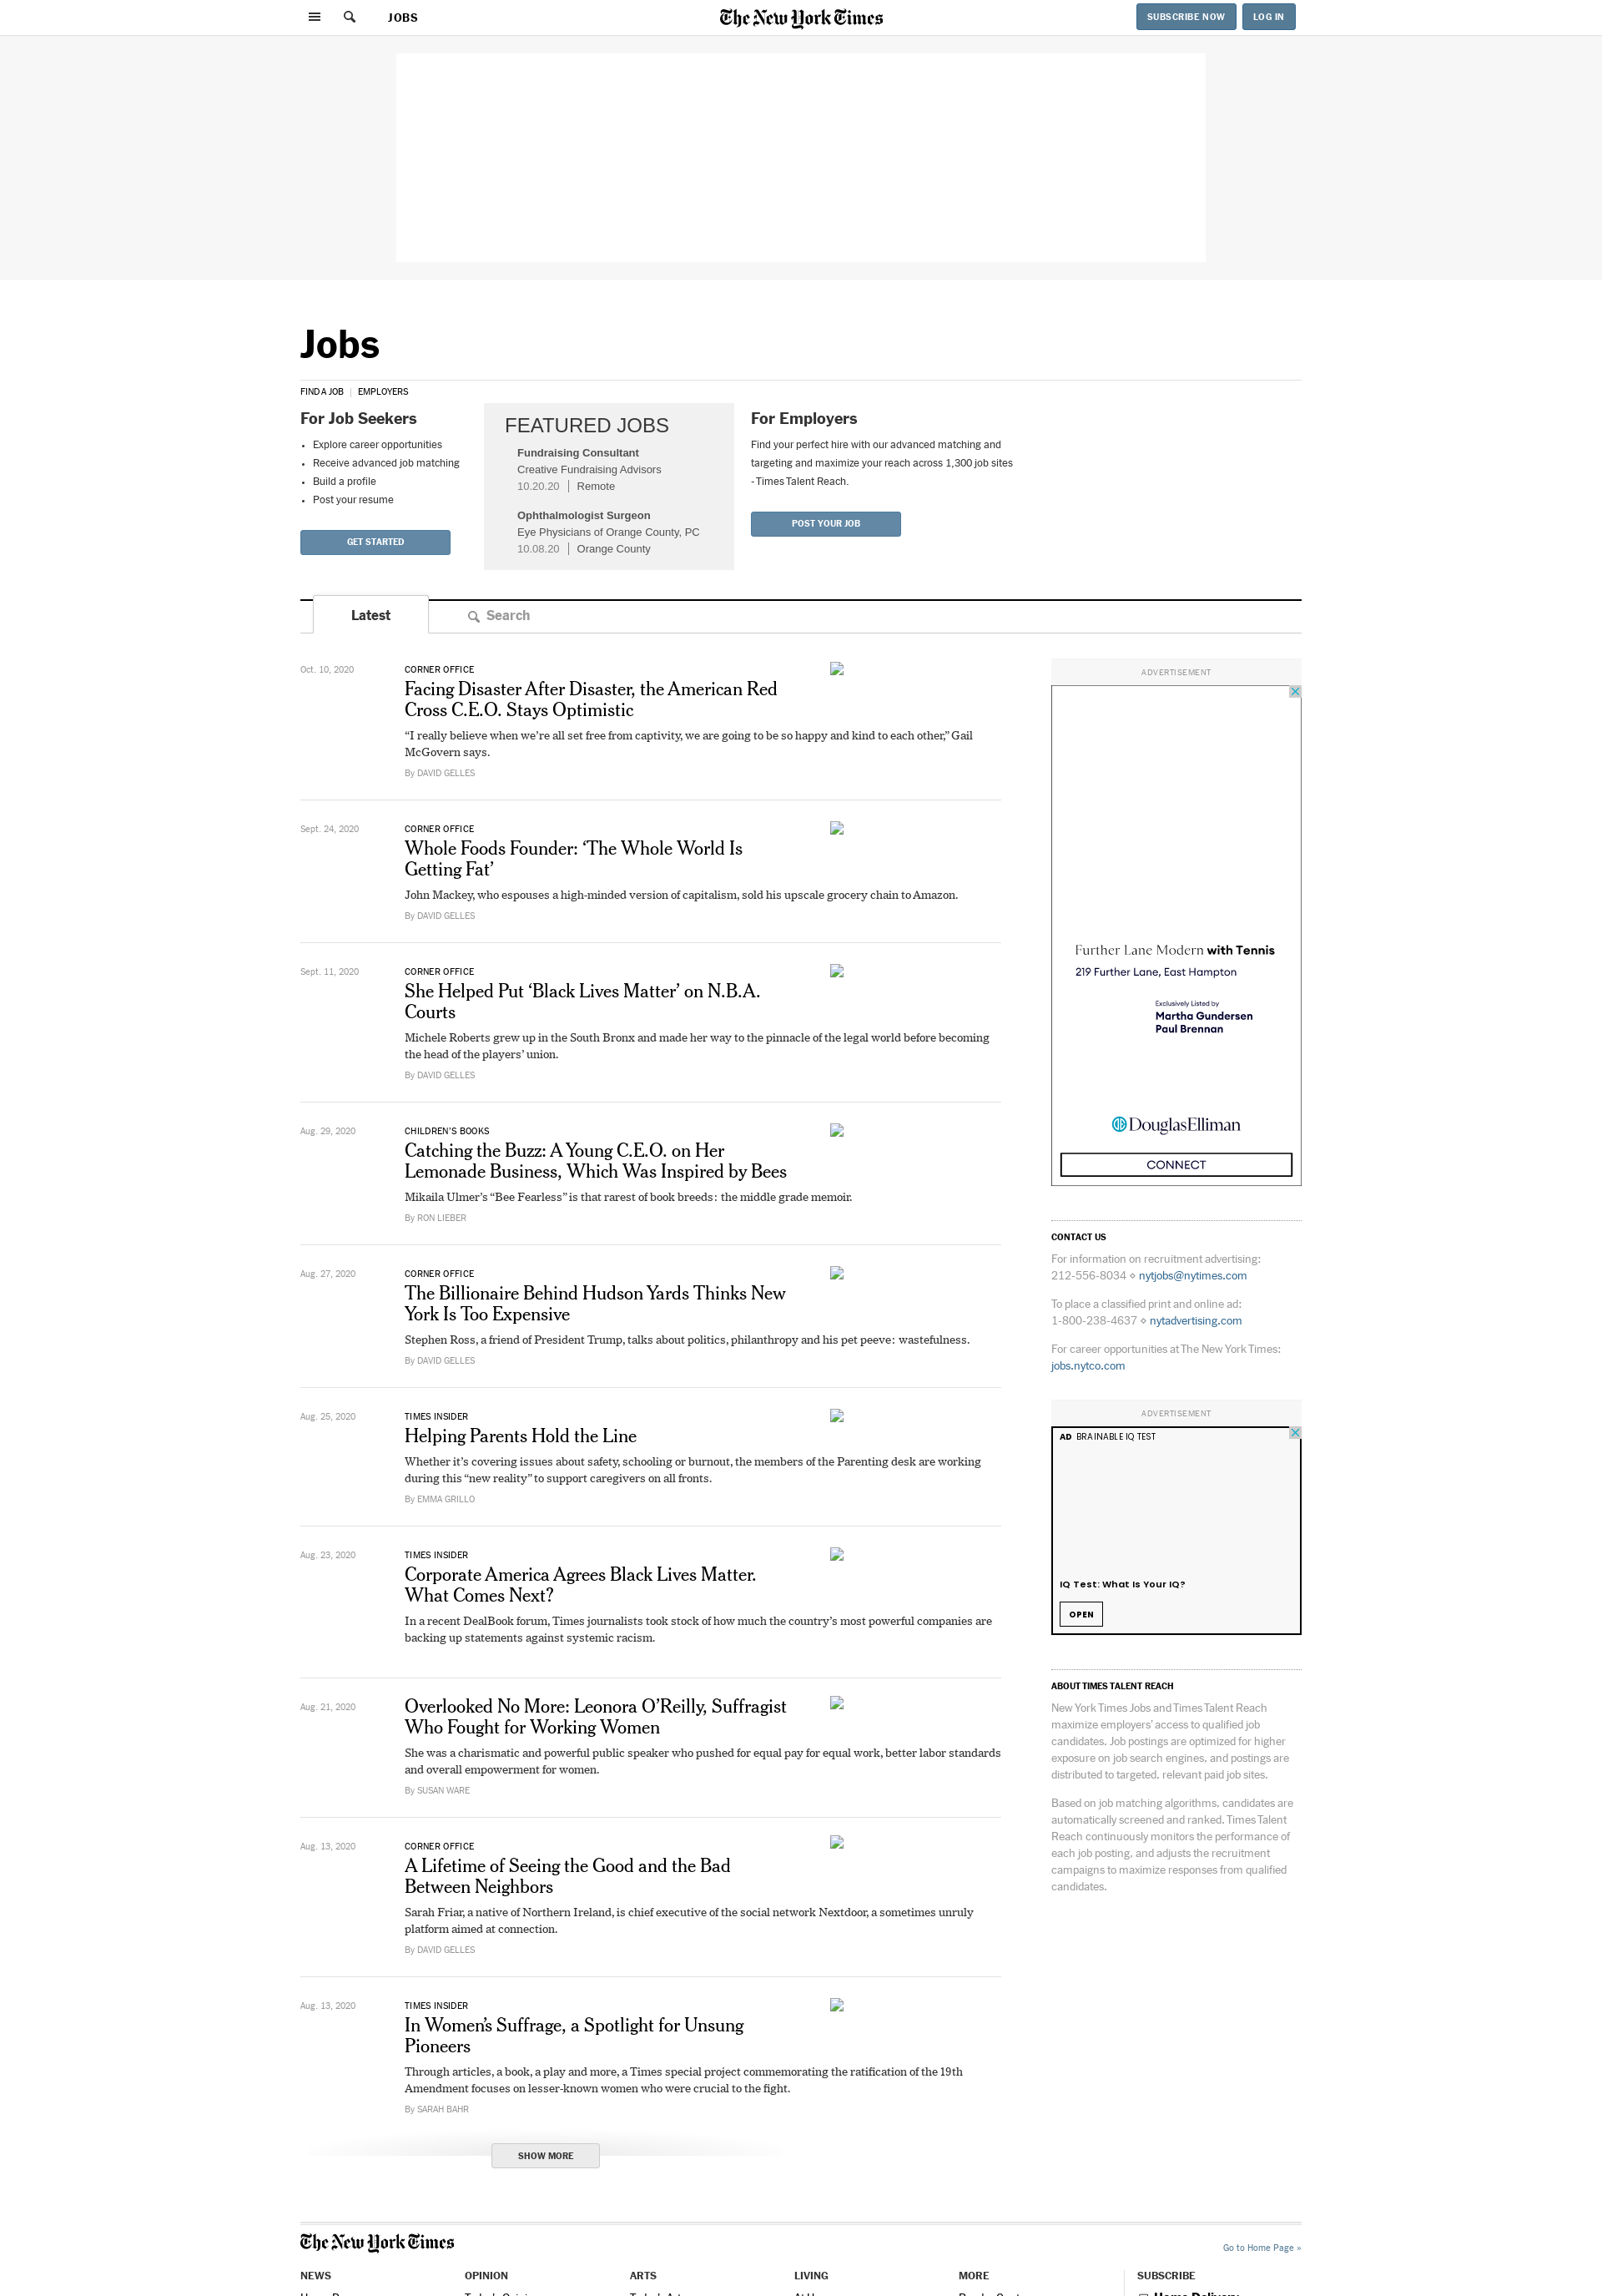 JOBS
The New York Times
SUBSCRIBE NOW
LOG IN
Jobs
FIND A JOB | EMPLOYERS
For Job Seekers
• Explore career opportunities
• Receive advanced job matching
• Build a profile
• Post your resume
GET STARTED
FEATURED JOBS
Fundraising Consultant
Creative Fundraising Advisors
10.20.20 | Remote
Ophthalmologist Surgeon
Eye Physicians of Orange County, PC
10.08.20 | Orange County
For Employers
Find your perfect hire with our advanced matching and
targeting and maximize your reach across 1,300 job sites
- Times Talent Reach.
POST YOUR JOB
Latest
Search
Oct. 10, 2020
CORNER OFFICE
Facing Disaster After Disaster, the American Red
Cross C.E.O. Stays Optimistic
“I really believe when we’re all set free from captivity, we are going to be so happy and kind to each other,” Gail
McGovern says.
By DAVID GELLES
Sept. 24, 2020
CORNER OFFICE
Whole Foods Founder: ‘The Whole World Is
Getting Fat’
John Mackey, who espouses a high-minded version of capitalism, sold his upscale grocery chain to Amazon.
By DAVID GELLES
Sept. 11, 2020
CORNER OFFICE
She Helped Put ‘Black Lives Matter’ on N.B.A.
Courts
Michele Roberts grew up in the South Bronx and made her way to the pinnacle of the legal world before becoming
the head of the players’ union.
By DAVID GELLES
Aug. 29, 2020
CHILDREN’S BOOKS
Catching the Buzz: A Young C.E.O. on Her
Lemonade Business, Which Was Inspired by Bees
Mikaila Ulmer’s “Bee Fearless” is that rarest of book breeds: the middle grade memoir.
By RON LIEBER
Aug. 27, 2020
CORNER OFFICE
The Billionaire Behind Hudson Yards Thinks New
York Is Too Expensive
Stephen Ross, a friend of President Trump, talks about politics, philanthropy and his pet peeve: wastefulness.
By DAVID GELLES
Aug. 25, 2020
TIMES INSIDER
Helping Parents Hold the Line
Whether it’s covering issues about safety, schooling or burnout, the members of the Parenting desk are working
during this “new reality” to support caregivers on all fronts.
By EMMA GRILLO
Aug. 23, 2020
TIMES INSIDER
Corporate America Agrees Black Lives Matter.
What Comes Next?
In a recent DealBook forum, Times journalists took stock of how much the country’s most powerful companies are
backing up statements against systemic racism.
Aug. 21, 2020
Overlooked No More: Leonora O’Reilly, Suffragist
Who Fought for Working Women
She was a charismatic and powerful public speaker who pushed for equal pay for equal work, better labor standards
and overall empowerment for women.
By SUSAN WARE
Aug. 13, 2020
CORNER OFFICE
A Lifetime of Seeing the Good and the Bad
Between Neighbors
Sarah Friar, a native of Northern Ireland, is chief executive of the social network Nextdoor, a sometimes unruly
platform aimed at connection.
By DAVID GELLES
Aug. 13, 2020
TIMES INSIDER
In Women’s Suffrage, a Spotlight for Unsung
Pioneers
Through articles, a book, a play and more, a Times special project commemorating the ratification of the 19th
Amendment focuses on lesser-known women who were crucial to the fight.
By SARAH BAHR
SHOW MORE
ADVERTISEMENT
Further Lane Modern with Tennis
219 Further Lane, East Hampton
Exclusively Listed by
Martha Gundersen
Paul Brennan
DouglasElliman
CONNECT
CONTACT US
For information on recruitment advertising:
212-556-8034 ⋄ nytjobs@nytimes.com
To place a classified print and online ad:
1-800-238-4637 ⋄ nytadvertising.com
For career opportunities at The New York Times:
jobs.nytco.com
ADVERTISEMENT
AD BRAINABLE IQ TEST
IQ Test: What Is Your IQ?
OPEN
ABOUT TIMES TALENT REACH
New York Times Jobs and Times Talent Reach
maximize employers’ access to qualified job
candidates. Job postings are optimized for higher
exposure on job search engines, and postings are
distributed to targeted, relevant paid job sites.
Based on job matching algorithms, candidates are
automatically screened and ranked. Times Talent
Reach continuously monitors the performance of
each job posting, and adjusts the recruitment
campaigns to maximize responses from qualified
candidates.
The New York Times
Go to Home Page »
NEWS
OPINION
ARTS
LIVING
MORE
SUBSCRIBE